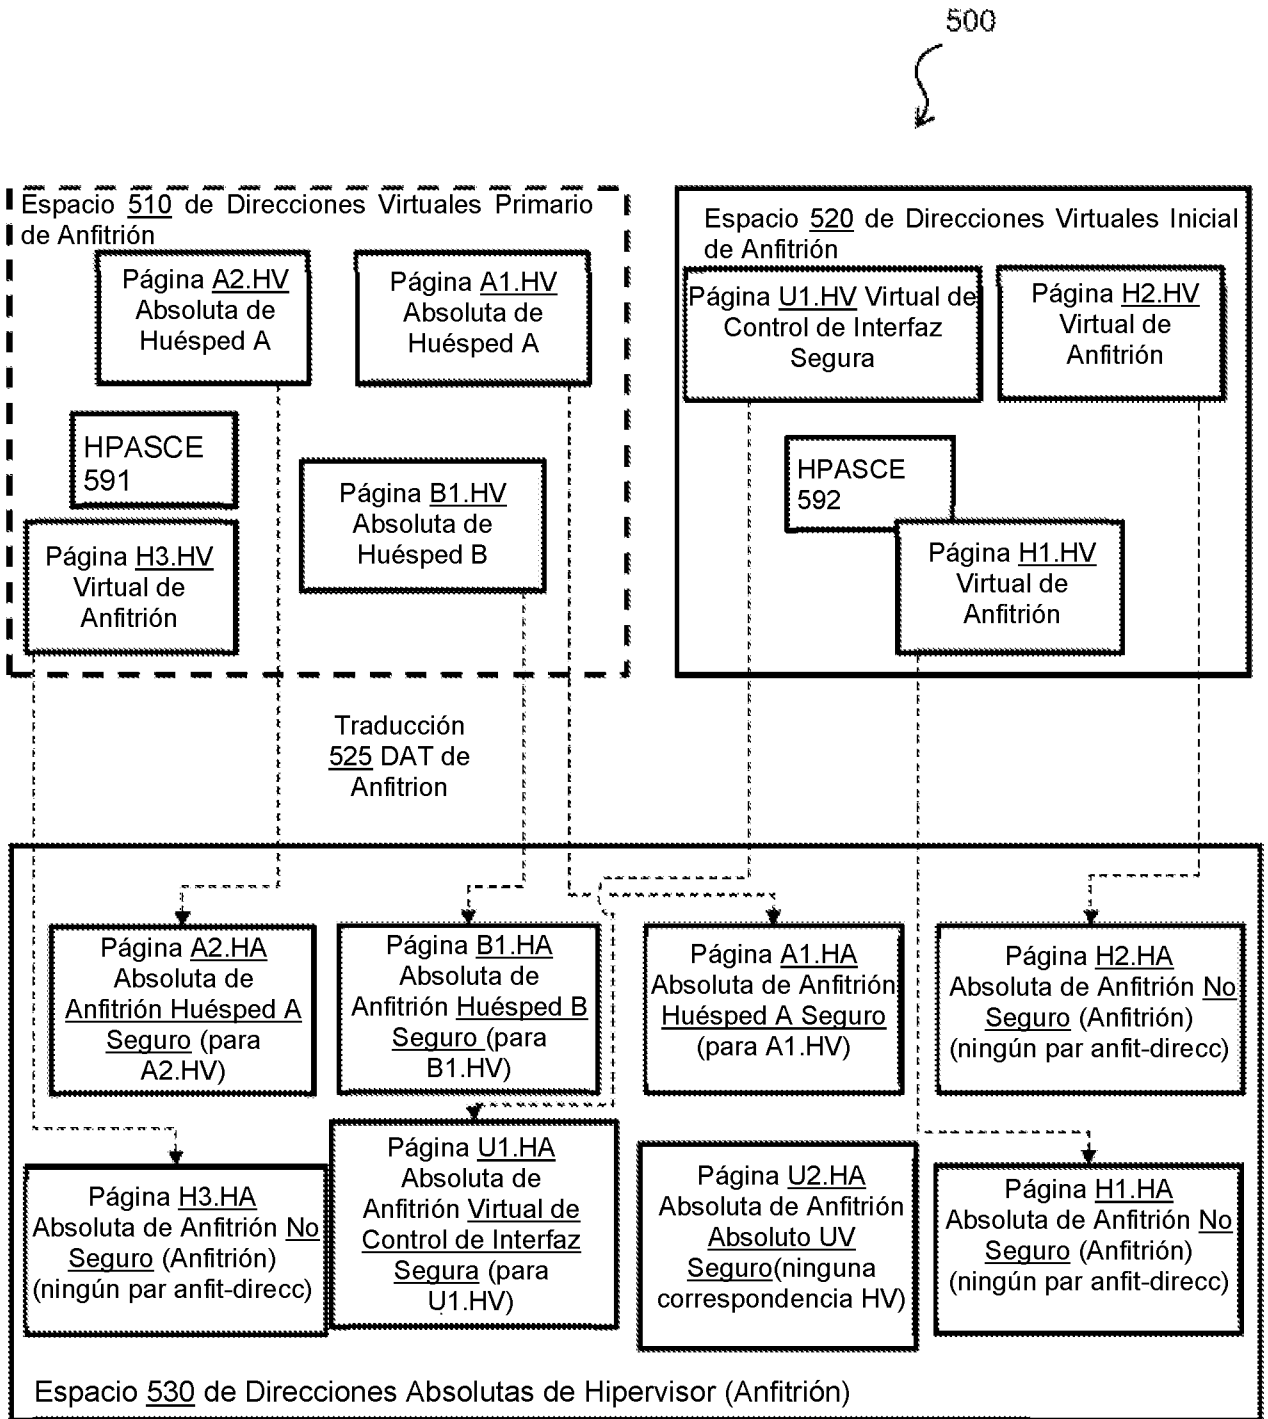 500
Espacio 510 de Direcciones Virtuales Primario
de Anfitrión
Página A2.HV
Absoluta de
Huésped A
Página A1.HV
Absoluta de
Huésped A
HPASCE
591
Página B1.HV
Absoluta de
Huésped B
Página H3.HV
Virtual de
Anfitrión
Espacio 520 de Direcciones Virtuales Inicial
de Anfitrión
Página U1.HV Virtual de
Control de Interfaz
Segura
Página H2.HV
Virtual de
Anfitrión
HPASCE
592
Página H1.HV
Virtual de
Anfitrión
Traducción
525 DAT de
Anfitrion
Página A2.HA
Absoluta de
Anfitrión Huésped A
Seguro (para
A2.HV)
Página B1.HA
Absoluta de
Anfitrión Huésped B
Seguro (para
B1.HV)
Página A1.HA
Absoluta de Anfitrión
Huésped A Seguro
(para A1.HV)
Página H2.HA
Absoluta de Anfitrión No
Seguro (Anfitrión)
(ningún par anfit-direcc)
Página H3.HA
Absoluta de Anfitrión No
Seguro (Anfitrión)
(ningún par anfit-direcc)
Página U1.HA
Absoluta de
Anfitrión Virtual de
Control de Interfaz
Segura (para
U1.HV)
Página U2.HA
Absoluta de Anfitrión
Absoluto UV
Seguro(ninguna
correspondencia HV)
Página H1.HA
Absoluta de Anfitrión No
Seguro (Anfitrión)
(ningún par anfit-direcc)
Espacio 530 de Direcciones Absolutas de Hipervisor (Anfitrión)